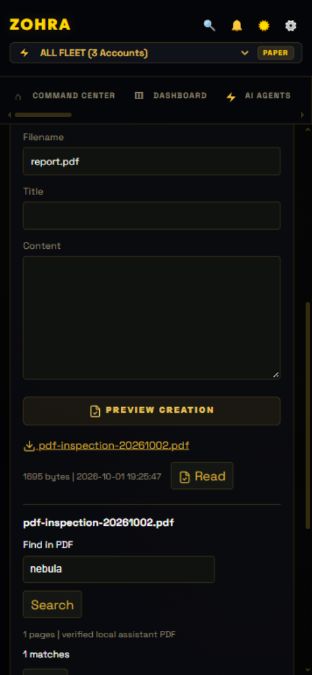 ZOHRA
ALL FLEET (3 Accounts) PAPER
COMMAND CENTER DASHBOARD AI AGENTS
Filename
report.pdf
Title
Content
PREVIEW CREATION
pdf-inspection-20261002.pdf
1695 bytes | 2026-10-01 19:25:47 Read
pdf-inspection-20261002.pdf
Find in PDF
nebula
Search
1 pages | verified local assistant PDF
1 matches